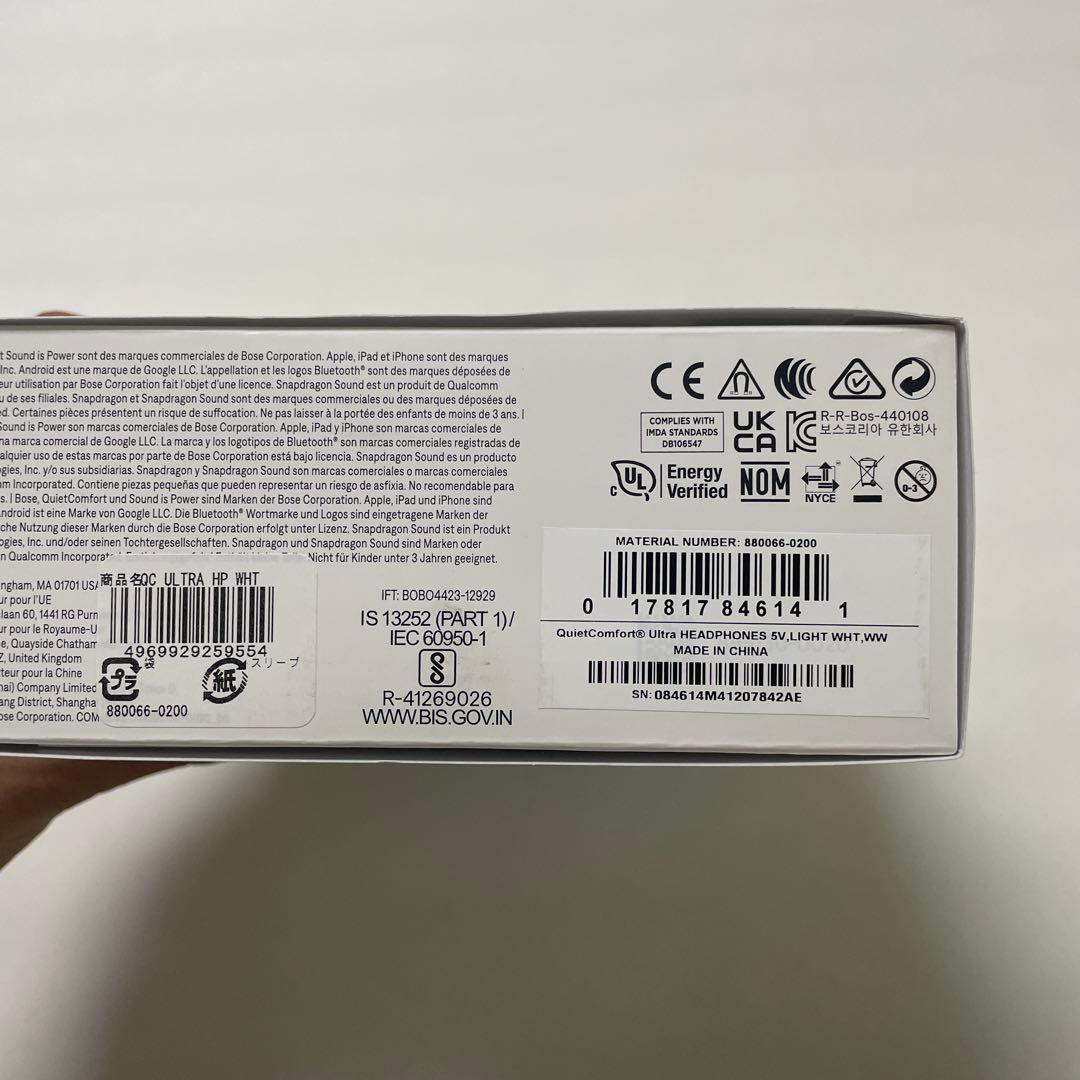 t Sound is Power sont des marques commerciales de Bose Corporation. Apple, iPad et iPhone sont des marques
Inc. Android est une marque de Google LLC. L'appellation et les logos Bluetooth® sont des marques déposées de
eur utilisation par Bose Corporation fait l'objet d'une licence. Snapdragon Sound est un produit de Qualcomm
u de ses filiales. Snapdragon et Snapdragon Sound sont des marques commerciales ou des marques déposées de
ed. Certaines pièces présentent un risque de suffocation. Ne pas laisser à la portée des enfants de moins de 3 ans. |
Sound is Power son marcas comerciales de Bose Corporation. Apple, iPad y iPhone son marcas comerciales de
na marca comercial de Google LLC. La marca y los logotipos de Bluetooth® son marcas comerciales registradas de
alquier uso de estas marcas por parte de Bose Corporation está bajo licencia. Snapdragon Sound es un producto
ogies, Inc. y/o sus subsidiarias. Snapdragon y Snapdragon Sound son marcas comerciales o marcas comerciales
mm Incorporated. Contiene piezas pequeñas que pueden representar un riesgo de asfixia. No recomendable para
s. | Bose, QuietComfort und Sound is Power sind Marken der Bose Corporation. Apple, iPad und iPhone sind
ndroid ist eine Marke von Google LLC. Die Bluetooth® Wortmarke und Logos sind eingetragene Marken der
che Nutzung dieser Marken durch die Bose Corporation erfolgt unter Lizenz. Snapdragon Sound ist ein Produkt
ogies, Inc. und/oder seinen Tochtergesellschaften. Snapdragon und Snapdragon Sound sind Marken oder
n Qualcomm Incorporat
Nicht für Kinder unter 3 Jahren geeignet.
ngham, MA 01701 USA
ur pour l'UE
slaan 60, 1441 RG Purm
ur pour le Royaume-U
e, Quayside Chatham
Z, United Kingdom
rteur pour la Chine
hai) Company Limited
ang District, Shangha
ose Corporation. COM
商品名QC ULTRA HP WHT
4969929259554
プラ
袋
紙
スリーブ
880066-0200
IFT: BOBO4423-12929
IS 13252 (PART 1)/
IEC 60950-1
R-41269026
WWW.BIS.GOV.IN
CE
COMPLIES WITH
IMDA STANDARDS
DB106547
UK
CA
KC
R-R-Bos-440108
보스코리아 유한회사
c UL
Energy
Verified
NOM
NYCE
0-3
MATERIAL NUMBER: 880066-0200
0 17817 84614 1
QuietComfort® Ultra HEADPHONES 5V,LIGHT WHT,WW
MADE IN CHINA
SN: 084614M41207842AE